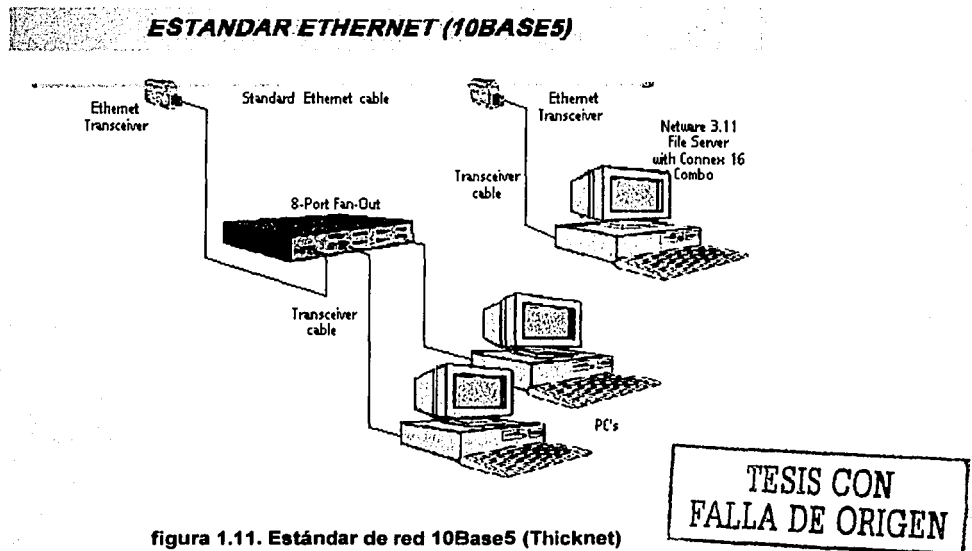 ESTANDAR ETHERNET (10BASE5)
Ethernet
Transceiver
Standard Ethernet cable
Ethernet
Transceiver
Netware 3.11
File Server
with Connex 16
Combo
Transceiver
cable
8-Port Fan-Out
Transceiver
cable
PC's
TESIS CON
FALLA DE ORIGEN
figura 1.11. Estándar de red 10Base5 (Thicknet)